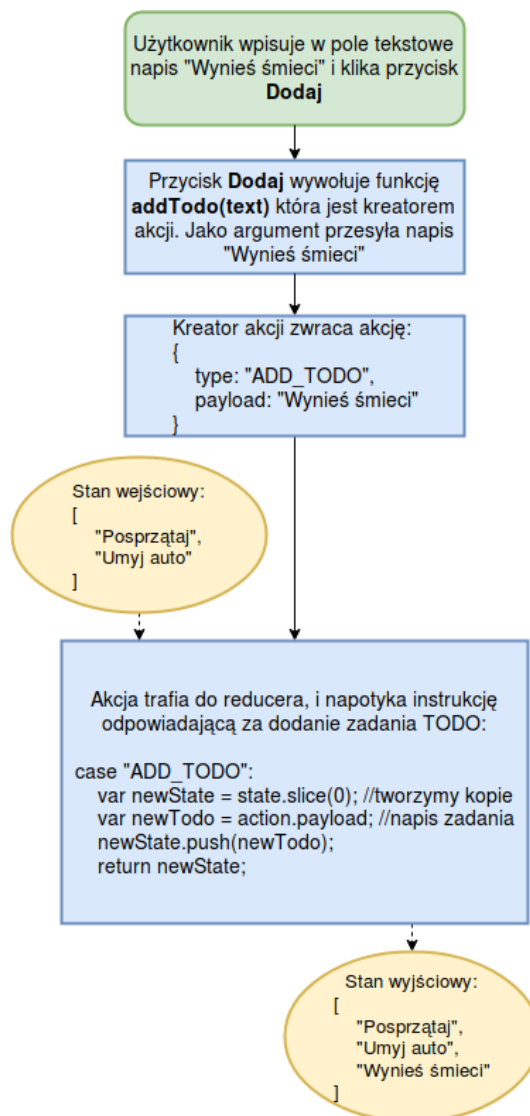 Użytkownik wpisuje w pole tekstowe
napis "Wynieś śmieci" i klika przycisk
Dodaj
Przycisk Dodaj wywołuje funkcję
addTodo(text) która jest kreatorem
akcji. Jako argument przesyła napis
"Wynieś śmieci"
Kreator akcji zwraca akcję:
{
type: "ADD_TODO",
payload: "Wynieś śmieci"
}
Stan wejściowy:
[
"Posprzątaj",
"Umyj auto"
]
Akcja trafia do reducera, i napotyka instrukcję
odpowiadającą za dodanie zadania TODO:
case "ADD_TODO":
var newState = state.slice(0); //tworzymy kopie
var newTodo = action.payload; //napis zadania
newState.push(newTodo);
return newState;
Stan wyjściowy:
[
"Posprzątaj",
"Umyj auto",
"Wynieś śmieci"
]